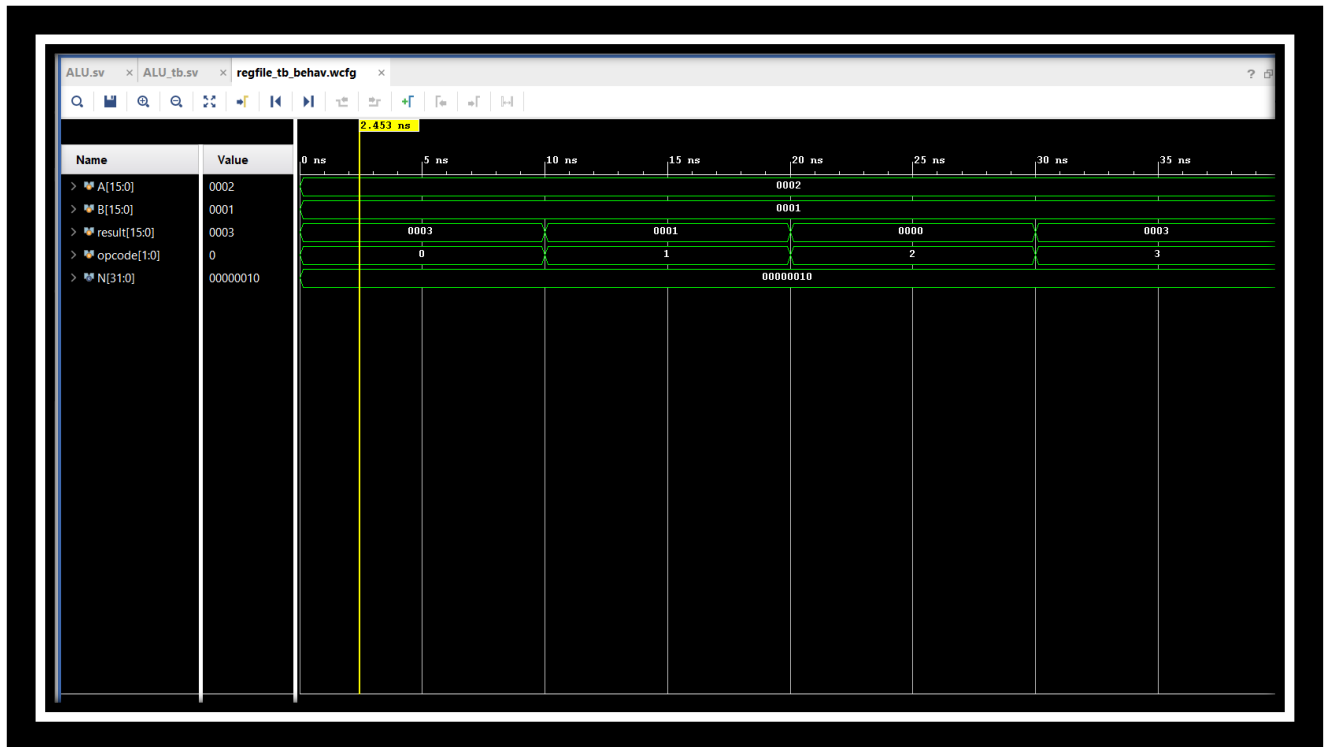 ALU.sv × ALU_tb.sv × regfile_tb_behav.wcfg × ?
2.453 ns
Name Value 0 ns 5 ns 10 ns 15 ns 20 ns 25 ns 30 ns 35 ns
A[15:0] 0002 0002
B[15:0] 0001 0001
result[15:0] 0003 0003 0001 0000 0003
opcode[1:0] 0 0 1 2 3
N[31:0] 00000010 00000010